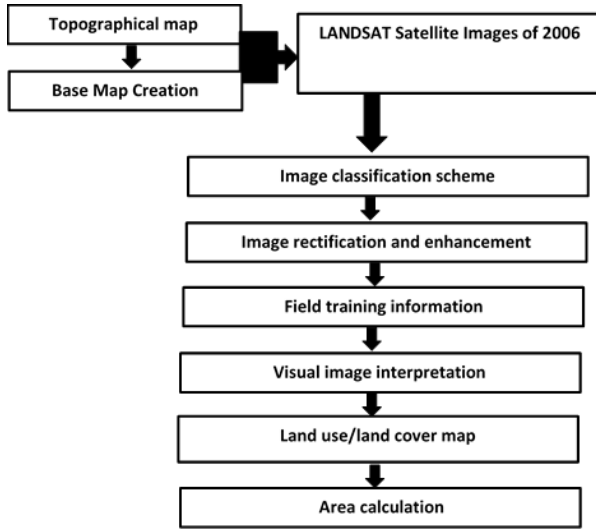 Topographical map
Base Map Creation
LANDSAT Satellite Images of 2006
Image classification scheme
Image rectification and enhancement
Field training information
Visual image interpretation
Land use/land cover map
Area calculation